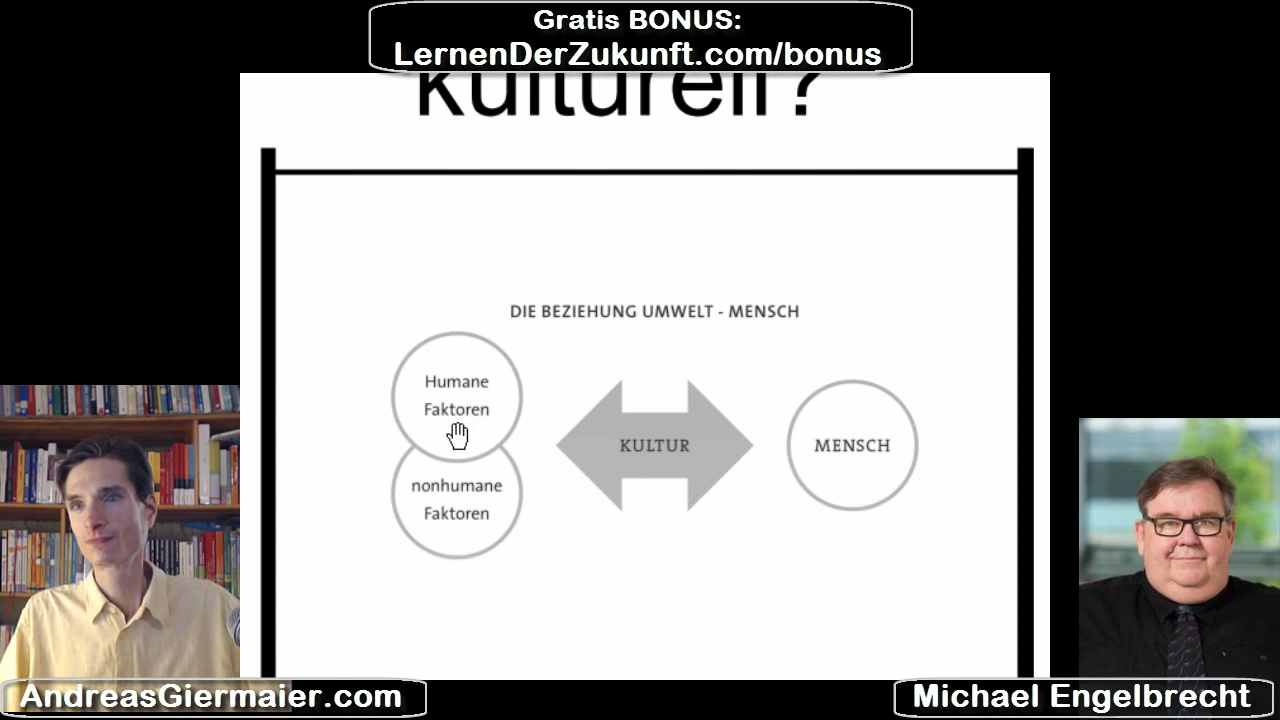 Gratis BONUS:
LernenDerZukunft.com/bonus
kulturell?
DIE BEZIEHUNG UMWELT - MENSCH
Humane
Faktoren
nonhumane
Faktoren
KULTUR
MENSCH
AndreasGiermaier.com
Michael Engelbrecht